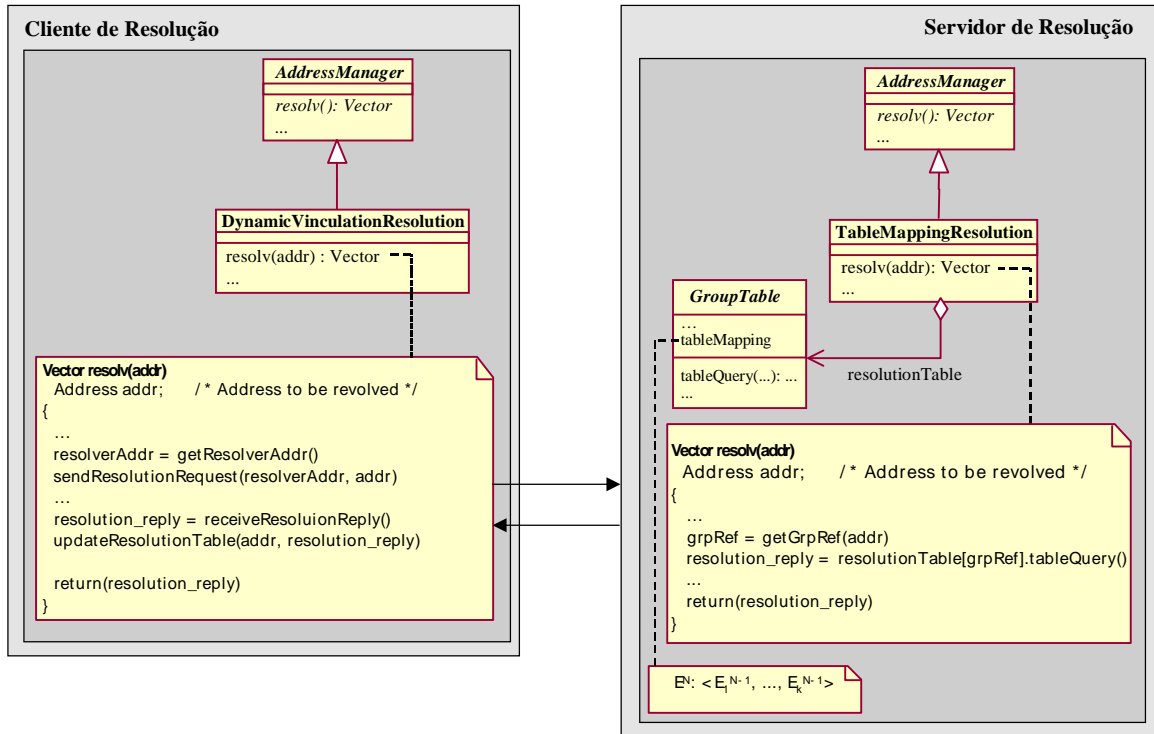 Cliente de Resolução
AddressManager
resolv(): Vector
...
DynamicVinculationResolution
resolv(addr) : Vector
...
Vector resolv(addr)
Address addr; /* Address to be revolved */
{
...
resolverAddr = getResolverAddr()
sendResolutionRequest(resolverAddr, addr)
...
resolution_reply = receiveResoluionReply()
updateResolutionTable(addr, resolution_reply)
return(resolution_reply)
}
Servidor de Resolução
AddressManager
resolv(): Vector
...
TableMappingResolution
resolv(addr): Vector
...
GroupTable
...
tableMapping
tableQuery(...): ...
...
resolutionTable
Vector resolv(addr)
Address addr; /* Address to be revolved */
{
...
grpRef = getGrpRef(addr)
resolution_reply = resolutionTable[grpRef].tableQuery()
...
return(resolution_reply)
}
Eᴺ: <E₁ᴺ⁻¹, ..., Eₖᴺ⁻¹>